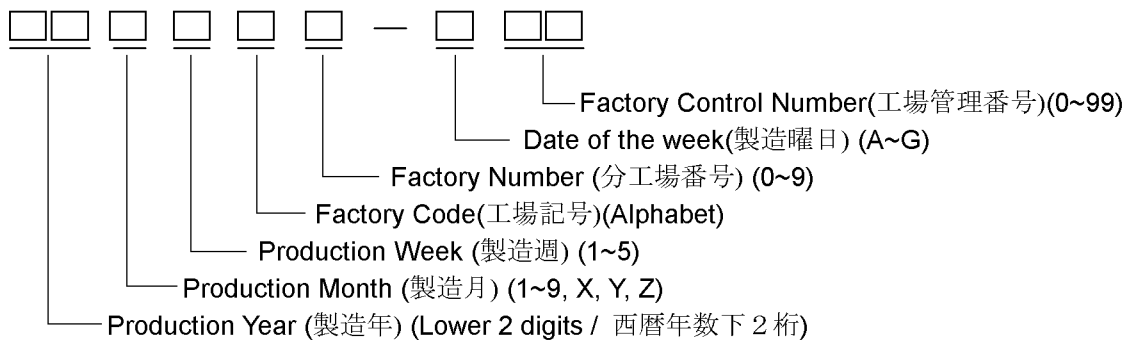 Factory Control Number(工場管理番号)(0~99)
Date of the week(製造曜日) (A~G)
Factory Number (分工場番号) (0~9)
Factory Code(工場記号)(Alphabet)
Production Week (製造週) (1~5)
Production Month (製造月) (1~9, X, Y, Z)
Production Year (製造年) (Lower 2 digits / 西暦年数下２桁)